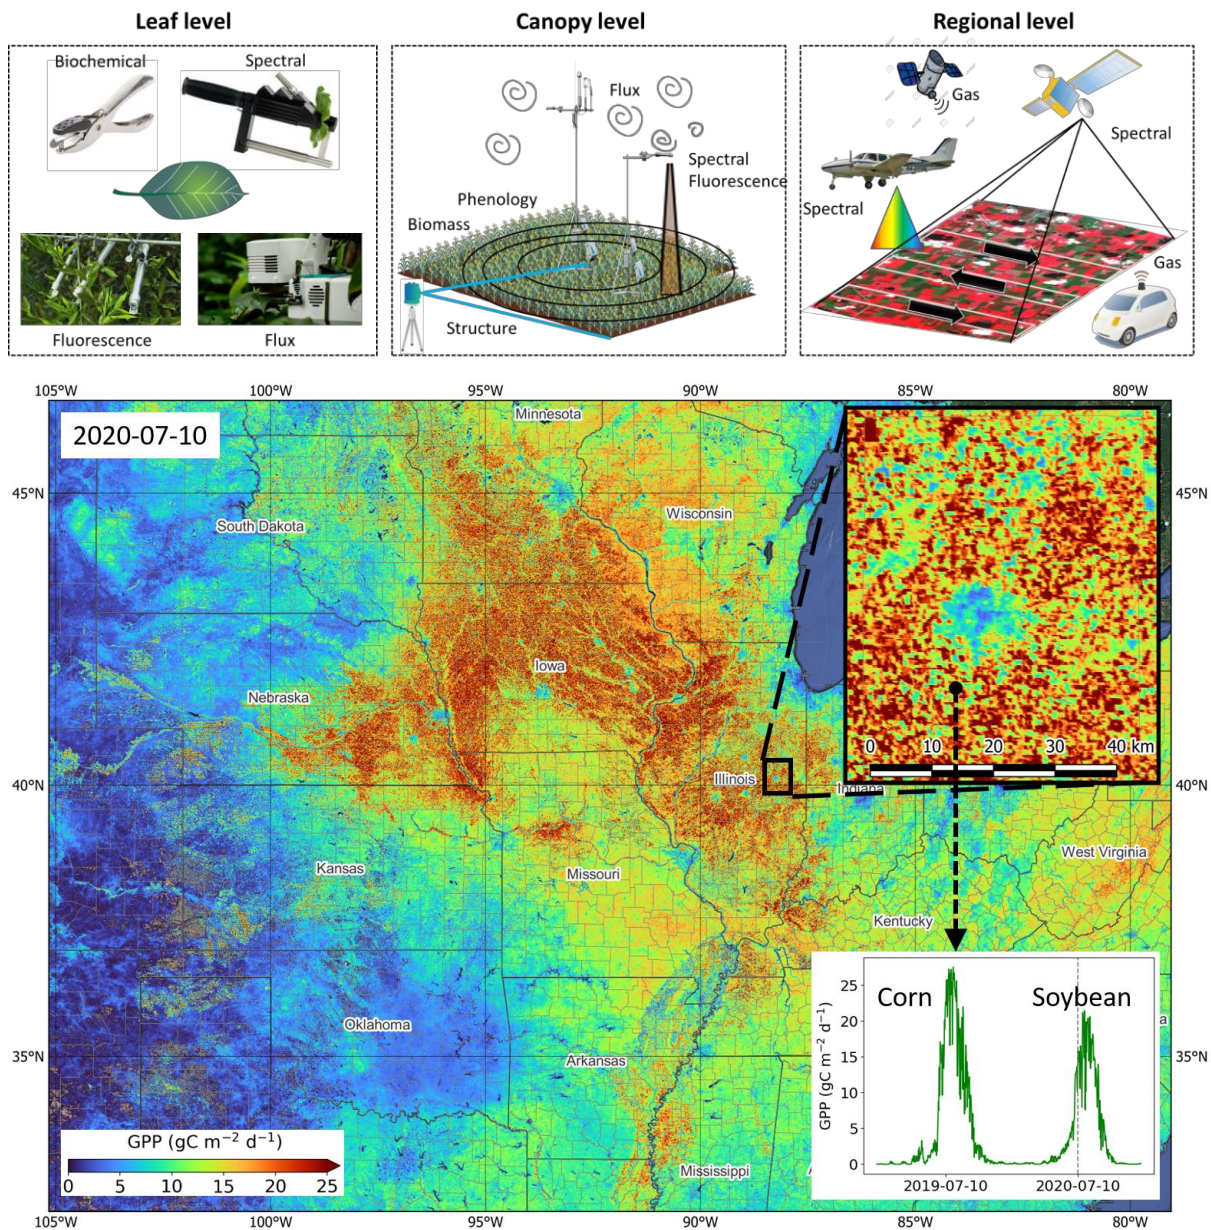 Leaf level
Canopy level
Regional level
Biochemical
Spectral
Fluorescence
Flux
Flux
Spectral
Fluorescence
Phenology
Biomass
Structure
Gas
Spectral
Spectral
Gas
105°W
100°W
95°W
90°W
85°W
80°W
2020-07-10
Minnesota
45°N
45°N
South Dakota
Wisconsin
Iowa
Nebraska
0 10 20 30 40 km
40°N
Illinois
Indiana
40°N
Kansas
Missouri
West Virginia
Kentucky
Oklahoma
Arkansas
35°N
35°N
Mississippi
GPP (gC m⁻² d⁻¹)
0 5 10 15 20 25
Corn
Soybean
GPP (gC m⁻² d⁻¹)
25
20
15
10
5
0
2019-07-10
2020-07-10
105°W
100°W
95°W
90°W
85°W
80°W